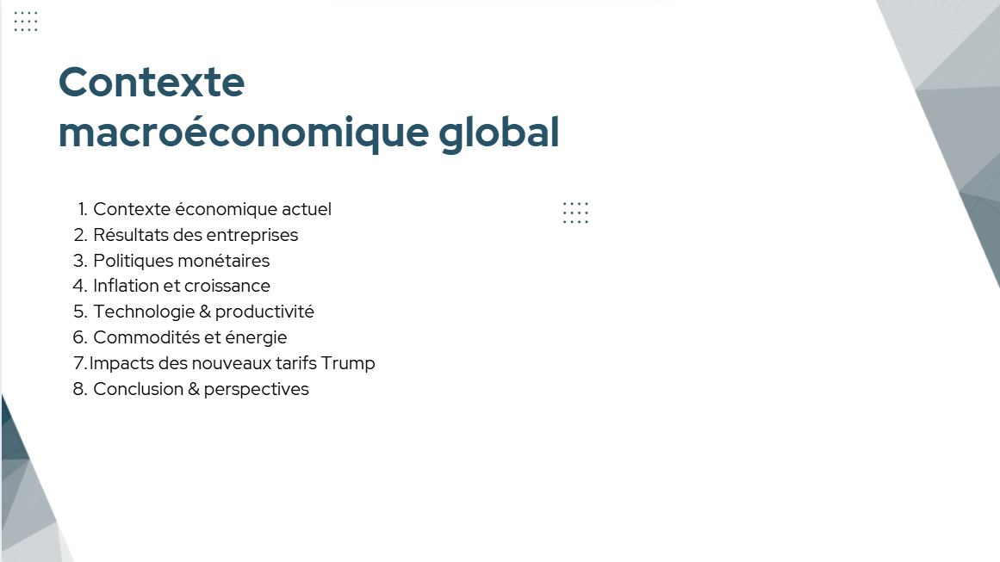 Contexte
macroéconomique global
1. Contexte économique actuel
2. Résultats des entreprises
3. Politiques monétaires
4. Inflation et croissance
5. Technologie & productivité
6. Commodités et énergie
7.Impacts des nouveaux tarifs Trump
8. Conclusion & perspectives